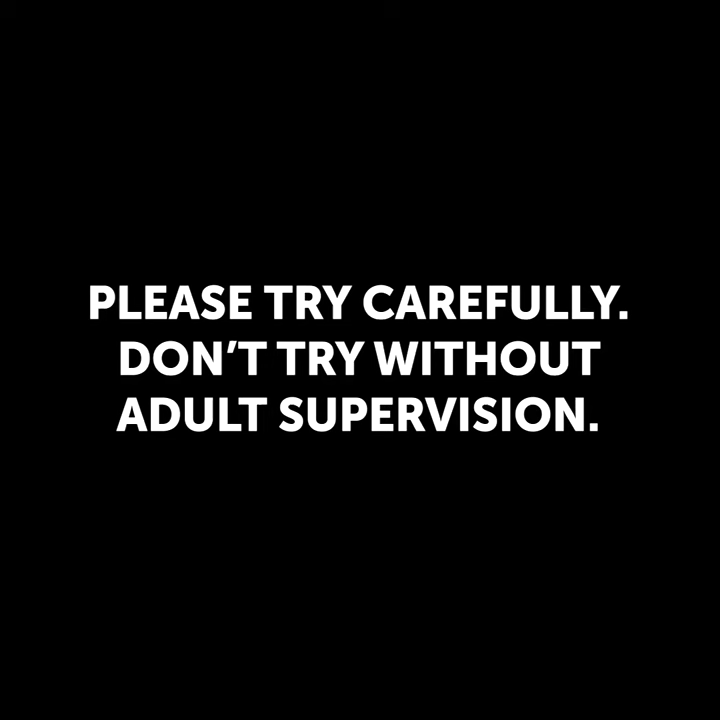 PLEASE TRY CAREFULLY.
DON’T TRY WITHOUT
ADULT SUPERVISION.